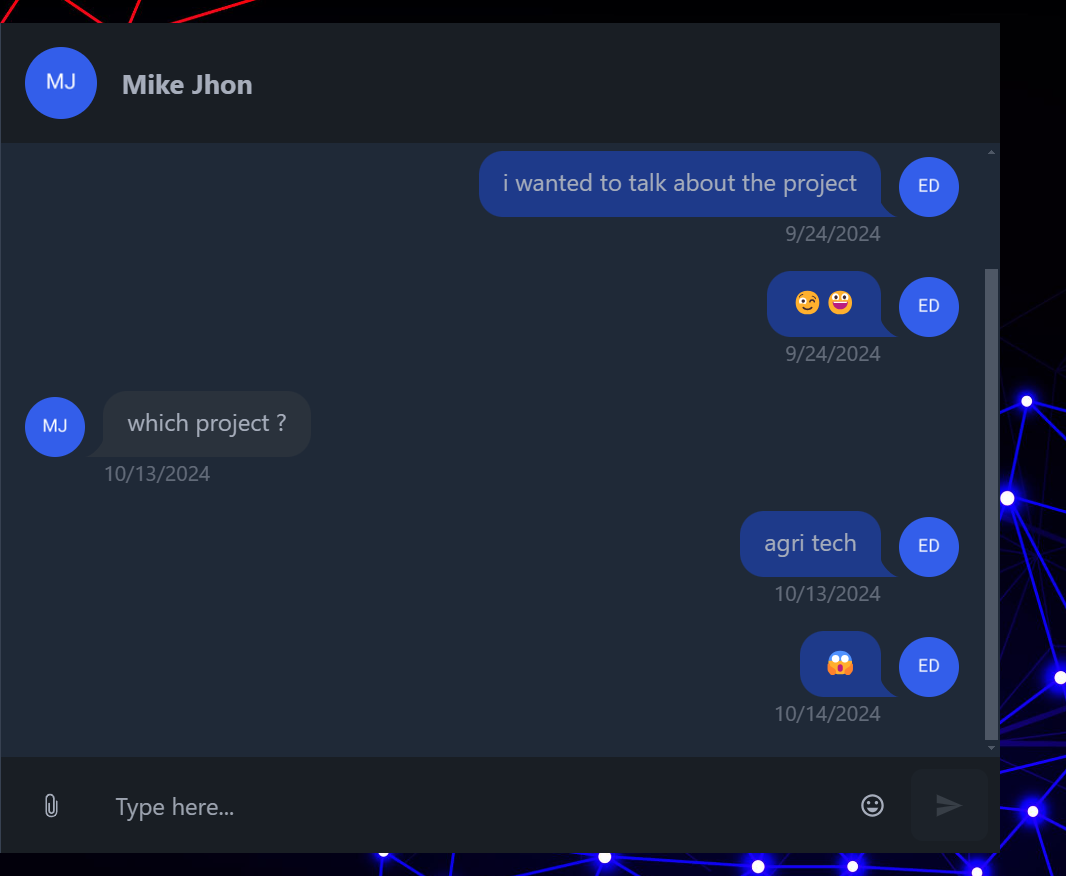 MJ
Mike Jhon
i wanted to talk about the project
ED
9/24/2024
😉 😀
ED
9/24/2024
MJ
which project ?
10/13/2024
agri tech
ED
10/13/2024
😱
ED
10/14/2024
Type here...